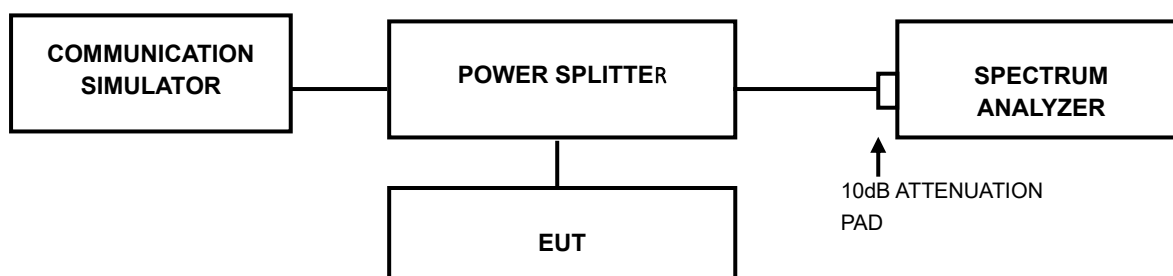 COMMUNICATION
SIMULATOR
POWER SPLITTER
SPECTRUM
ANALYZER
10dB ATTENUATION
PAD
EUT